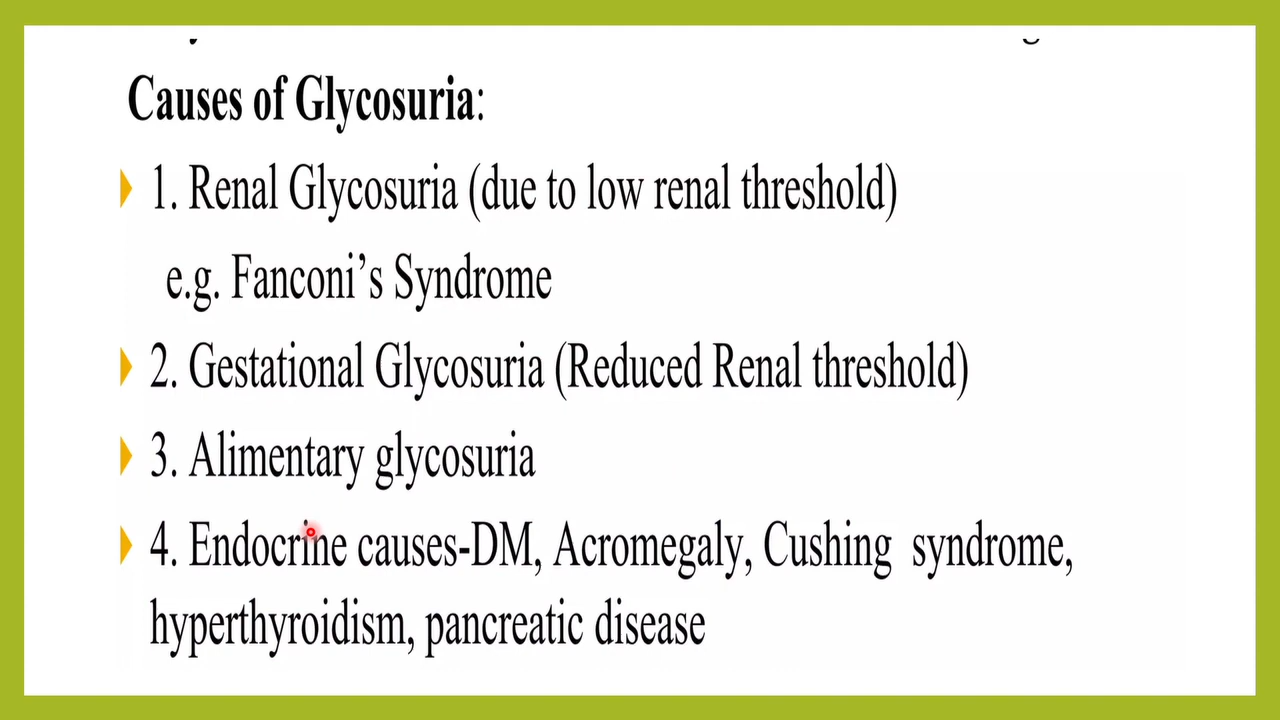 Causes of Glycosuria:
1. Renal Glycosuria (due to low renal threshold)
e.g. Fanconi’s Syndrome
2. Gestational Glycosuria (Reduced Renal threshold)
3. Alimentary glycosuria
4. Endocrine causes-DM, Acromegaly, Cushing syndrome,
hyperthyroidism, pancreatic disease